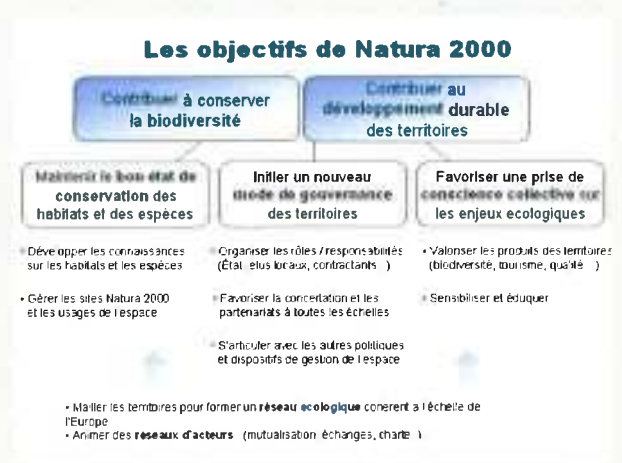 Les objectifs de Natura 2000
Contribuer à conserver
la biodiversité
Contribuer au
développement durable
des territoires
Maintenir le bon état de
conservation des
habitats et des espèces
Initier un nouveau
mode de gouvernance
des territoires
Favoriser une prise de
conscience collective sur
les enjeux ecologiques
Développer les connaissances
sur les habitats et les espèces
• Gérer les sites Natura 2000
et les usages de l'espace
Organiser les rôles / responsabilités
(État élus locaux, contractants )
Favoriser la concertation et les
partenariats à toutes les échelles
S'articuler avec les autres politiques
et dispositifs de gestion de l'espace
• Valoriser les produits des territoires
(biodiversité, tourisme, qualité )
Sensibiliser et éduquer
• Mailler les territoires pour former un réseau ecologique coherent a l'échelle de
l'Europe
• Animer des réseaux d'acteurs (mutualisation échanges, charte )